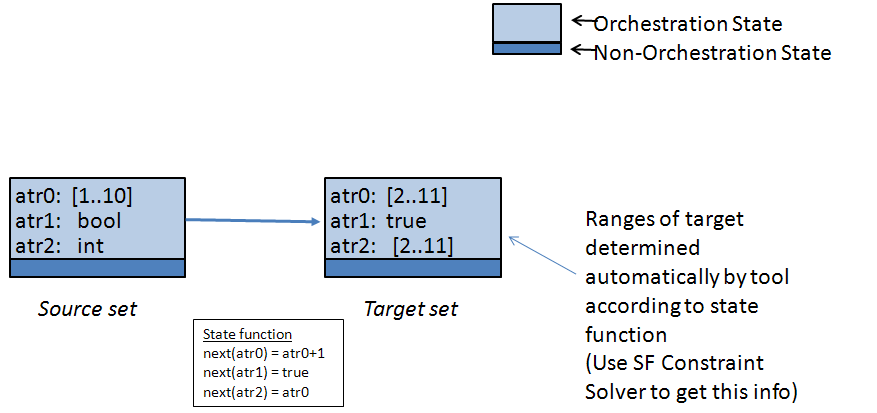 Orchestration State
Non-Orchestration State
atr0: [1..10]
atr1: bool
atr2: int
Source set
atr0: [2..11]
atr1: true
atr2: [2..11]
Target set
State function
next(atr0) = atr0+1
next(atr1) = true
next(atr2) = atr0
Ranges of target
determined
automatically by tool
according to state
function
(Use SF Constraint
Solver to get this info)